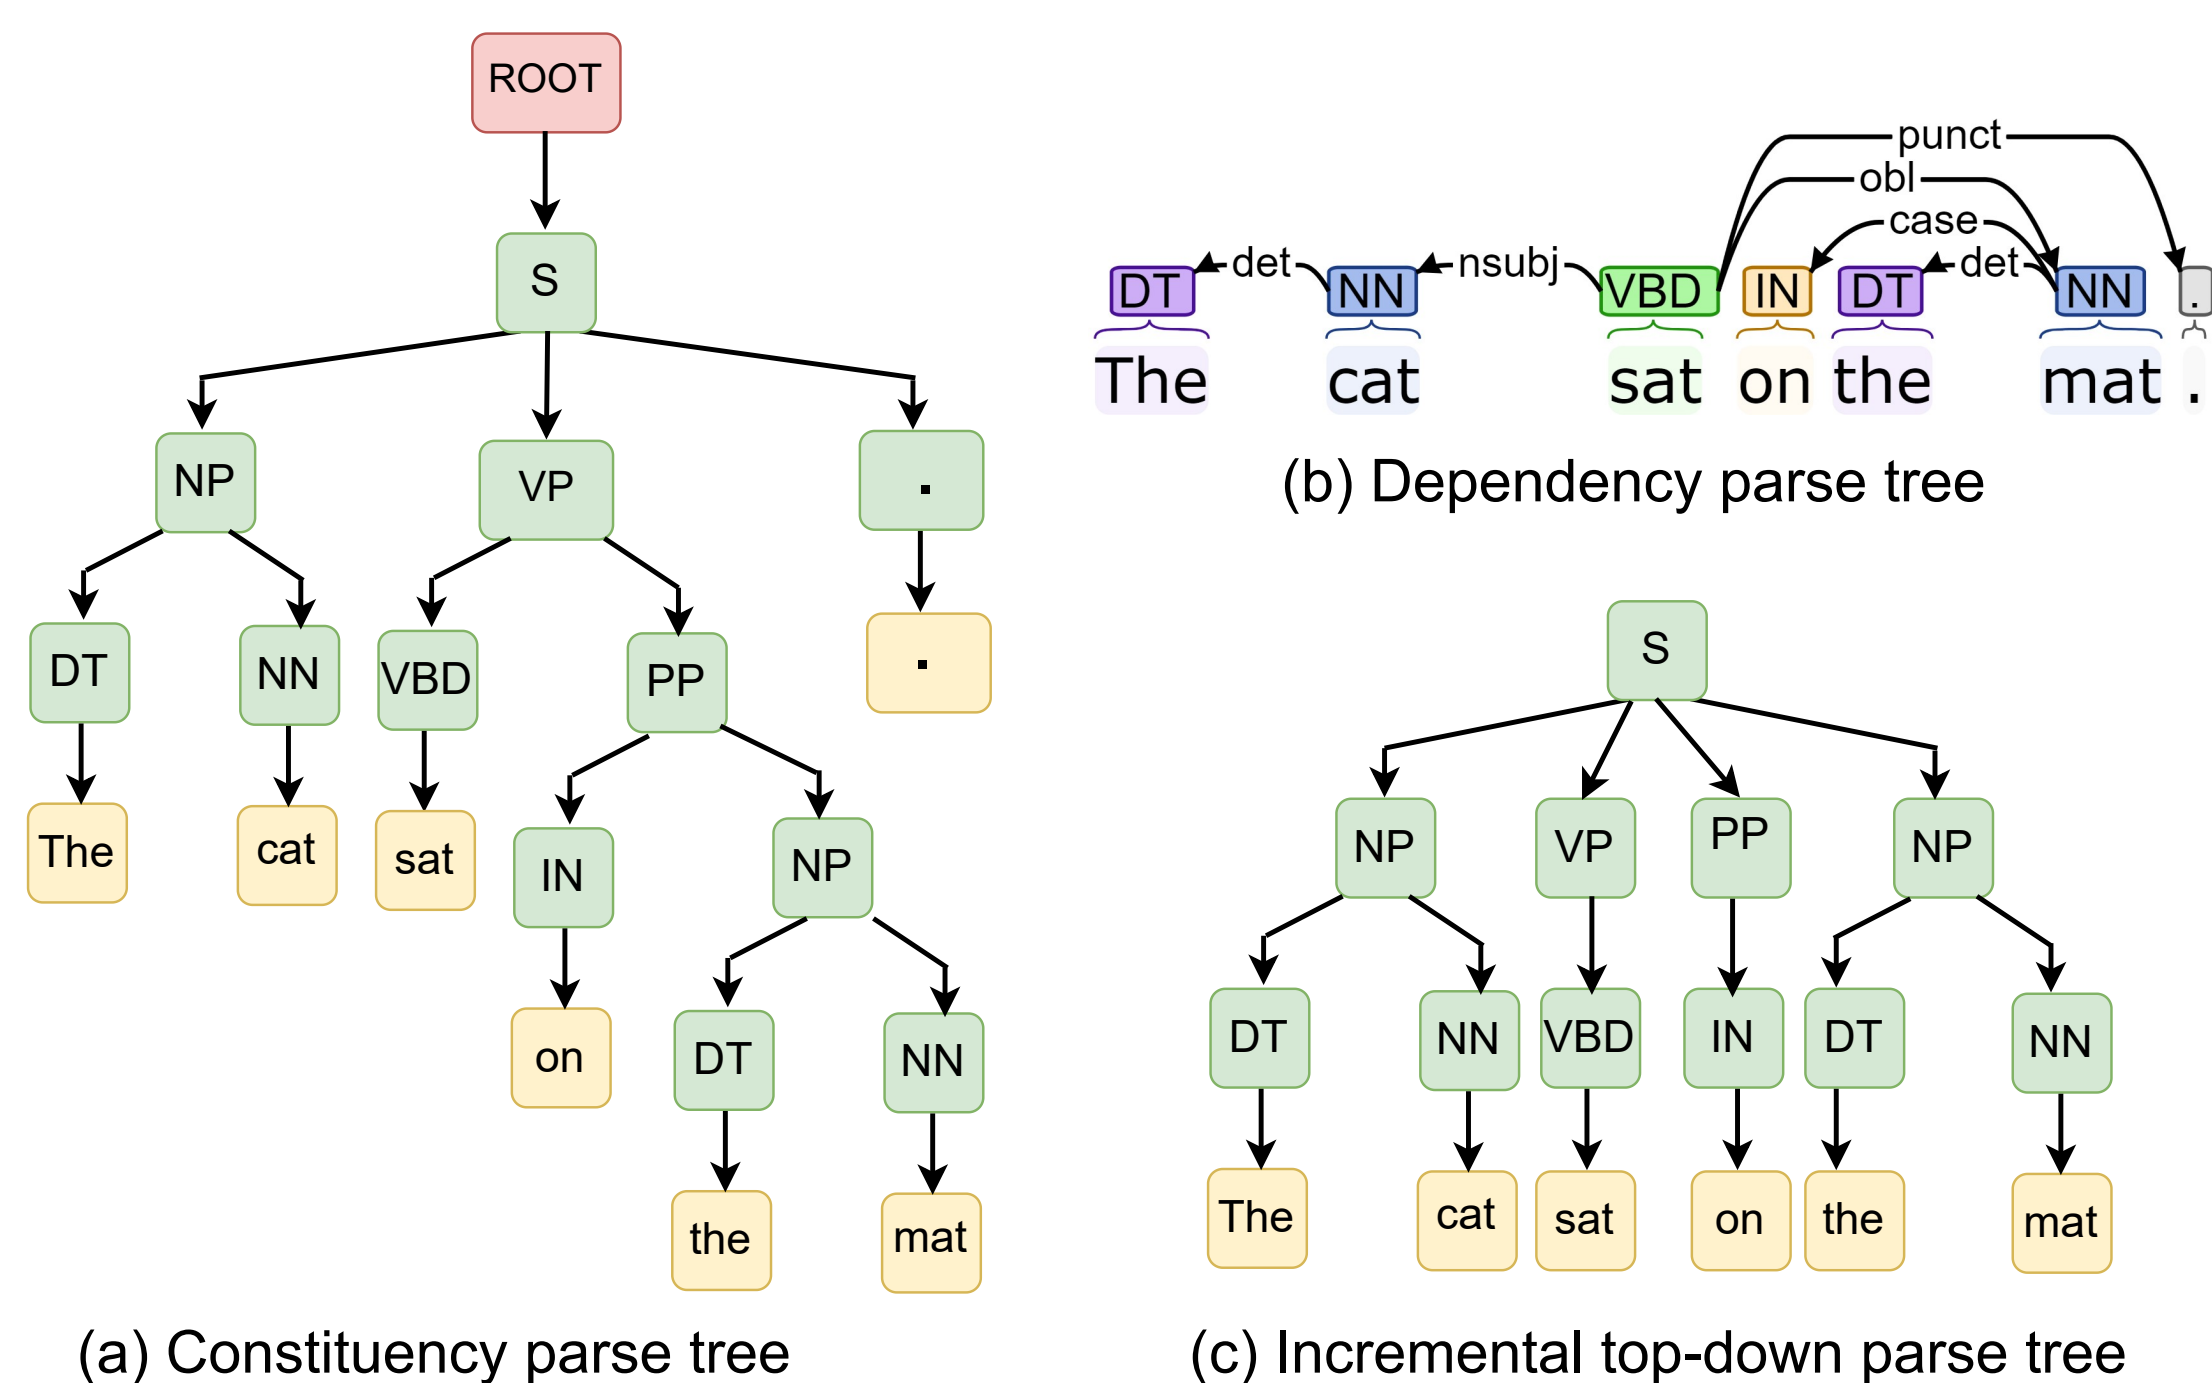 ROOT
S
NP VP .
DT NN VBD PP .
The cat sat IN NP
on DT NN
the mat
(a) Constituency parse tree
punct
obl
case
det nsubj det
DT NN VBD IN DT NN .
The cat sat on the mat .
(b) Dependency parse tree
S
NP VP PP NP
DT NN VBD IN DT NN
The cat sat on the mat
(c) Incremental top-down parse tree